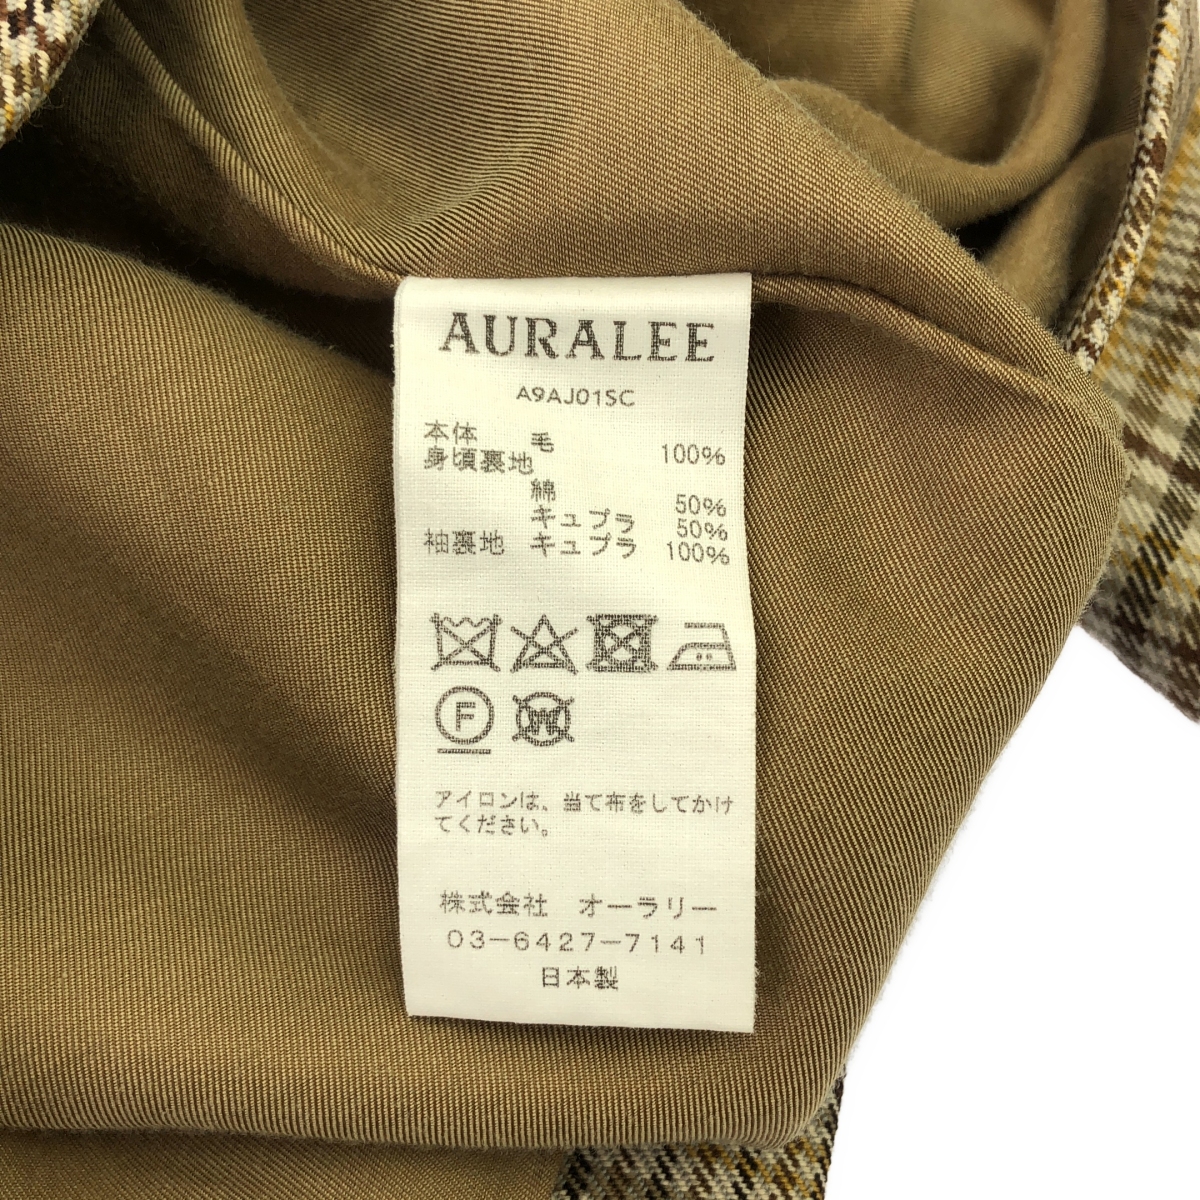 AURALEE
A9AJ01SC
本体 毛 100%
身頃裏地
綿 50%
キュプラ 50%
袖裏地 キュプラ 100%
F W
アイロンは、当て布をしてかけ
てください。
株式会社 オーラリー
03-6427-7141
日本製